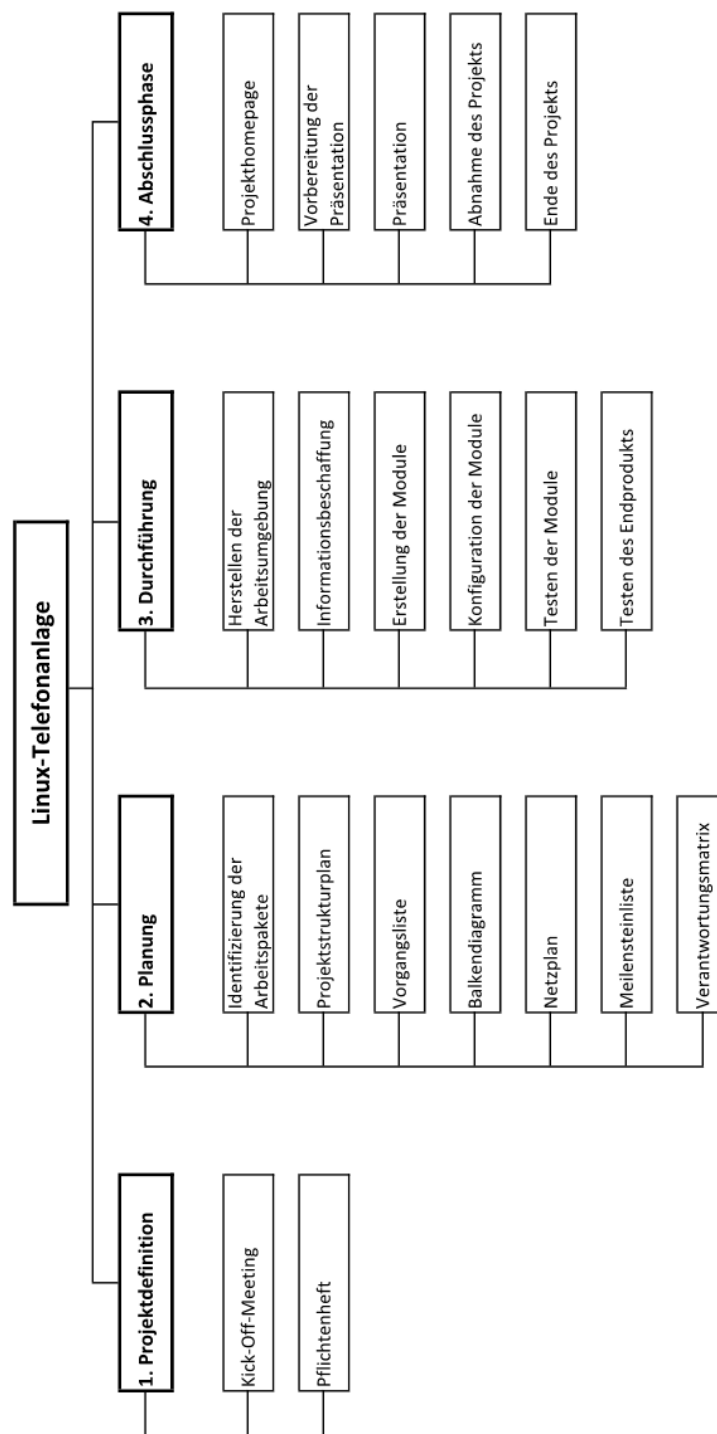 Linux-Telefonanlage
1. Projektdefinition
Kick-Off-Meeting
Pflichtenheft
2. Planung
Identifizierung der
Arbeitspakete
Projektstrukturplan
Vorgangsliste
Balkendiagramm
Netzplan
Meilensteinliste
Verantwortungsmatrix
3. Durchführung
Herstellen der
Arbeitsumgebung
Informationsbeschaffung
Erstellung der Module
Konfiguration der Module
Testen der Module
Testen des Endprodukts
4. Abschlussphase
Projekthomepage
Vorbereitung der
Präsentation
Präsentation
Abnahme des Projekts
Ende des Projekts